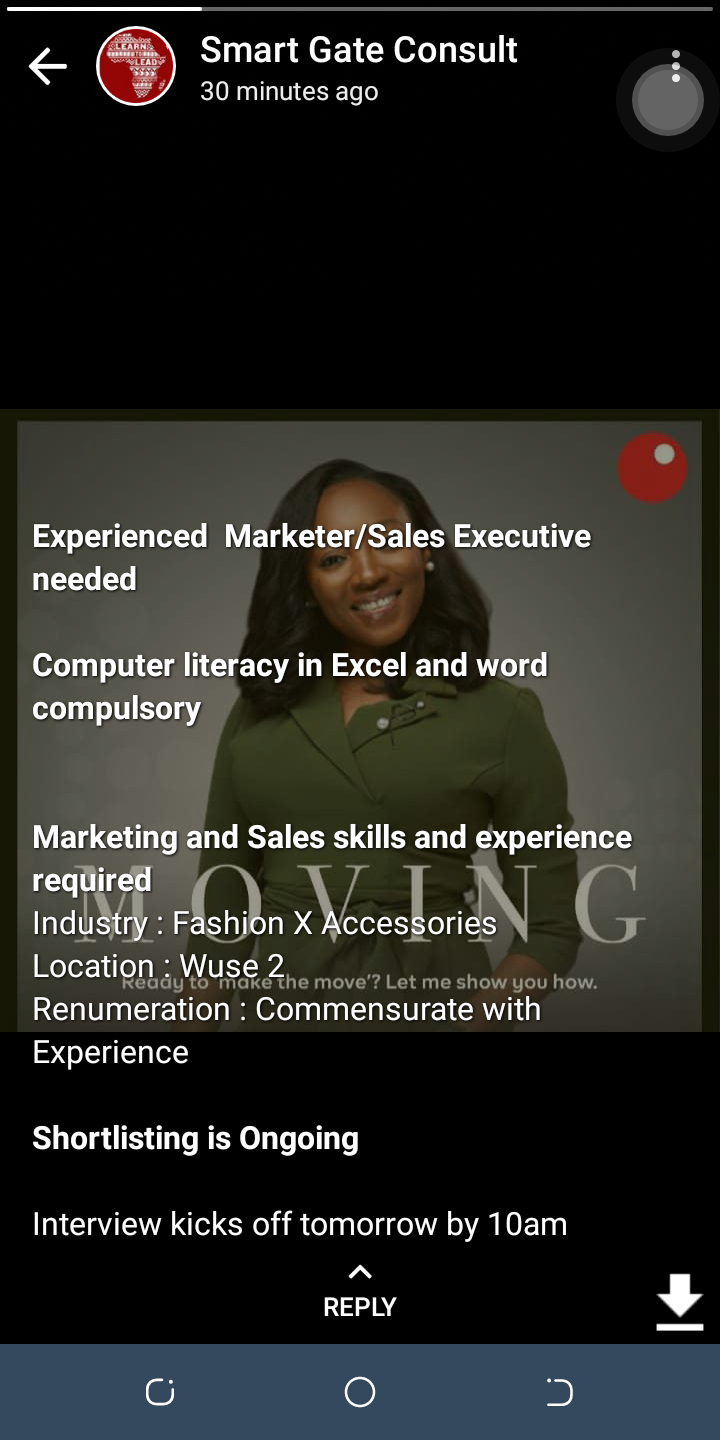 Smart Gate Consult
30 minutes ago
LEARN
TO
LEAD
Experienced  Marketer/Sales Executive
needed
Computer literacy in Excel and word
compulsory
Marketing and Sales skills and experience
required
MOVING
Industry : Fashion X Accessories
Location : Wuse 2
Ready to 'make the move'? Let me show you how.
Renumeration : Commensurate with
Experience
Shortlisting is Ongoing
Interview kicks off tomorrow by 10am
REPLY